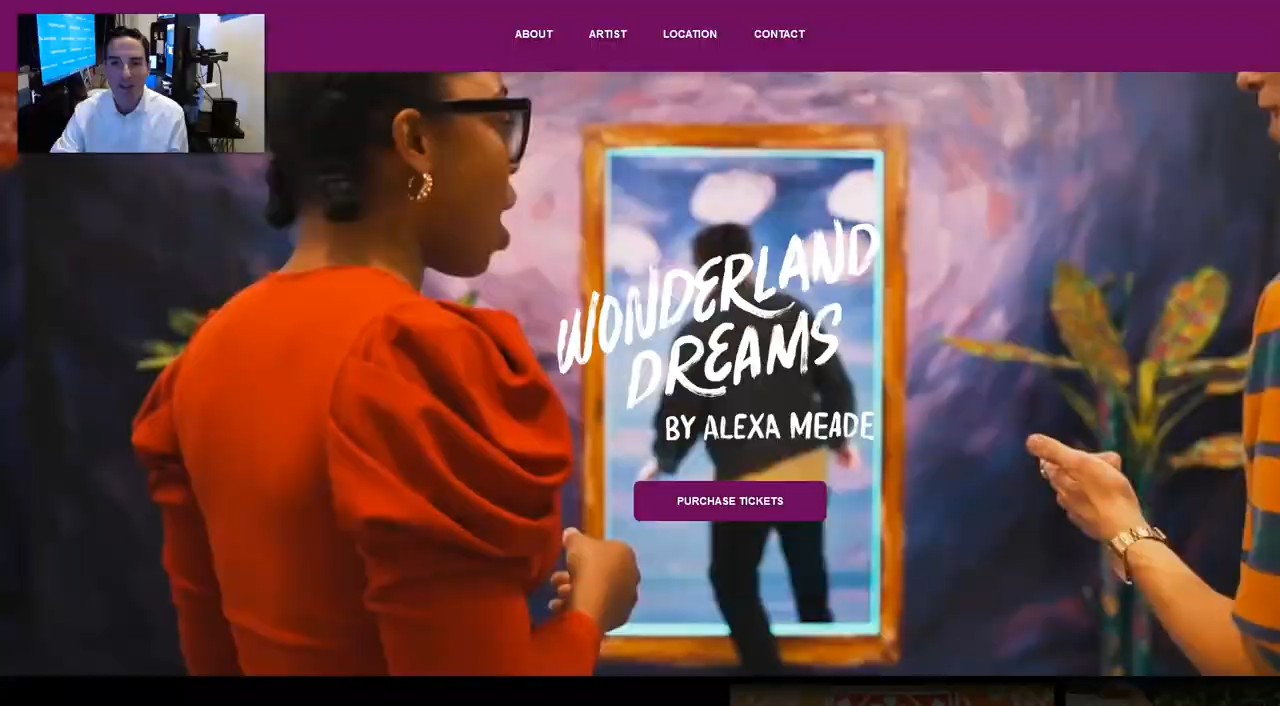 ABOUT ARTIST LOCATION CONTACT
WONDERLAND
DREAMS
BY ALEXA MEADE
PURCHASE TICKETS